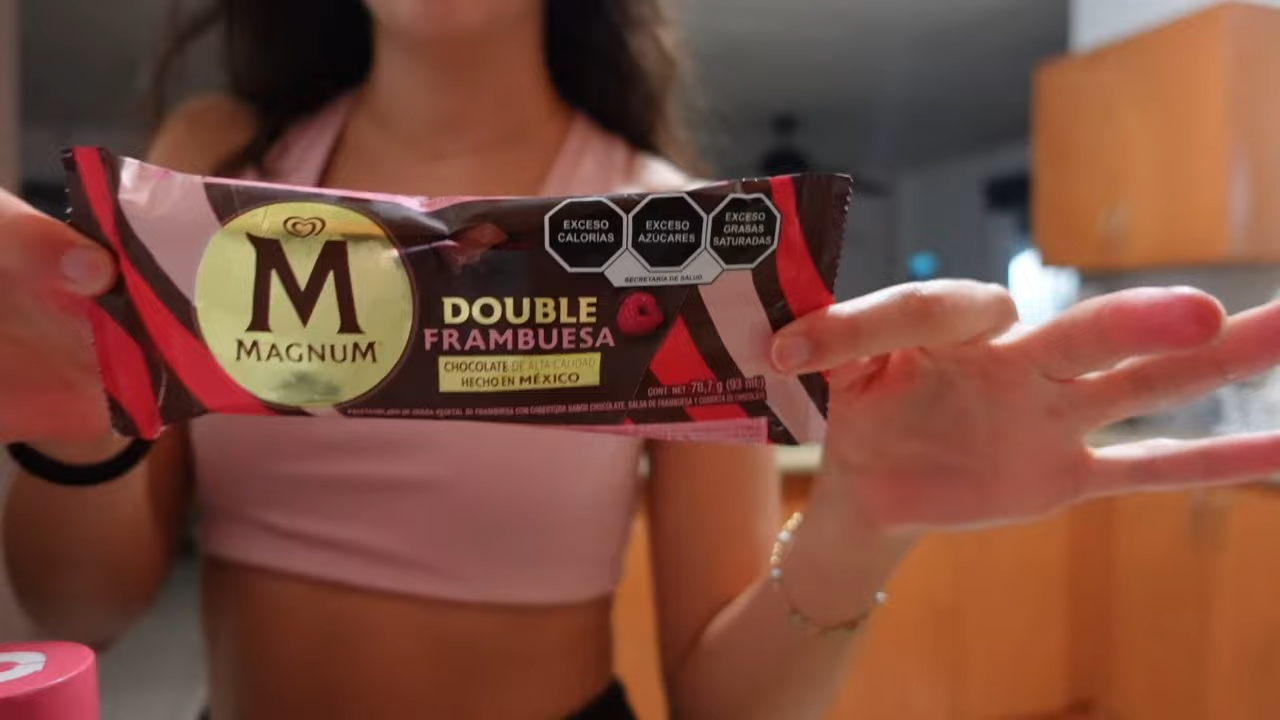 M
MAGNUM
DOUBLE
FRAMBUESA
CHOCOLATE DE ALTA CALIDAD
HECHO EN MÉXICO
EXCESO
CALORÍAS
EXCESO
AZÚCARES
EXCESO
GRASAS
SATURADAS
SECRETARÍA DE SALUD
CONT. NET. 78,7 g (93 ml)